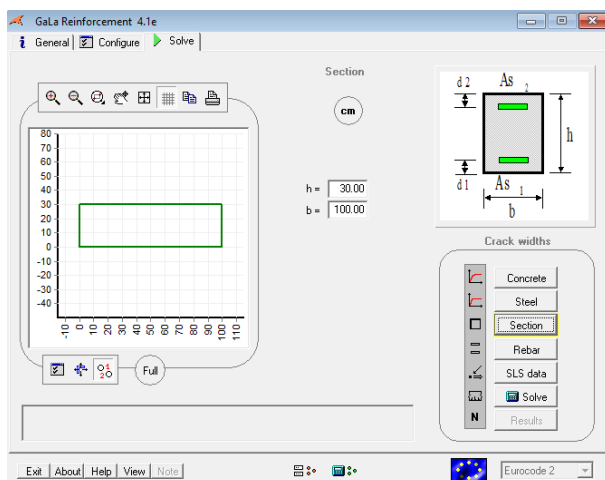 GaLa Reinforcement 4.1e
i General Configure Solve
Section
cm
h = 30.00
b = 100.00
80
70
60
50
40
30
20
10
0
-10
-20
-30
-40
-10 0 10 20 30 40 50 60 70 80 90 100 110
1
2
Full
d2 As 2
h
d1 As 1
b
Crack widths
Concrete
Steel
Section
Rebar
SLS data
Solve
N Results
Exit About Help View Note
Eurocode 2